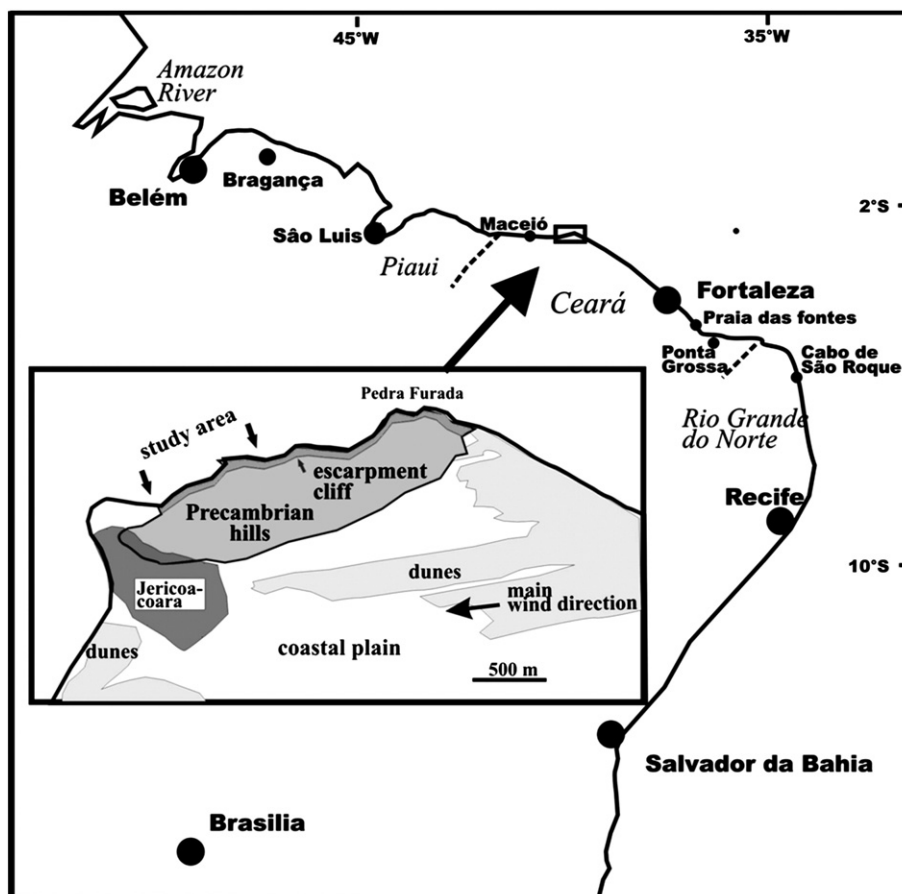 45°W
35°W
Amazon
River
Belém
Bragança
2°S
Sâo Luis
Maceió
Piaui
Ceará
Fortaleza
Praia das fontes
Ponta
Grossa
Cabo de
São Roque
Rio Grande
do Norte
Pedra Furada
study area
escarpment
cliff
Precambrian
hills
Recife
10°S
dunes
Jericoa-
coara
main
wind direction
dunes
coastal plain
500 m
Salvador da Bahia
Brasilia